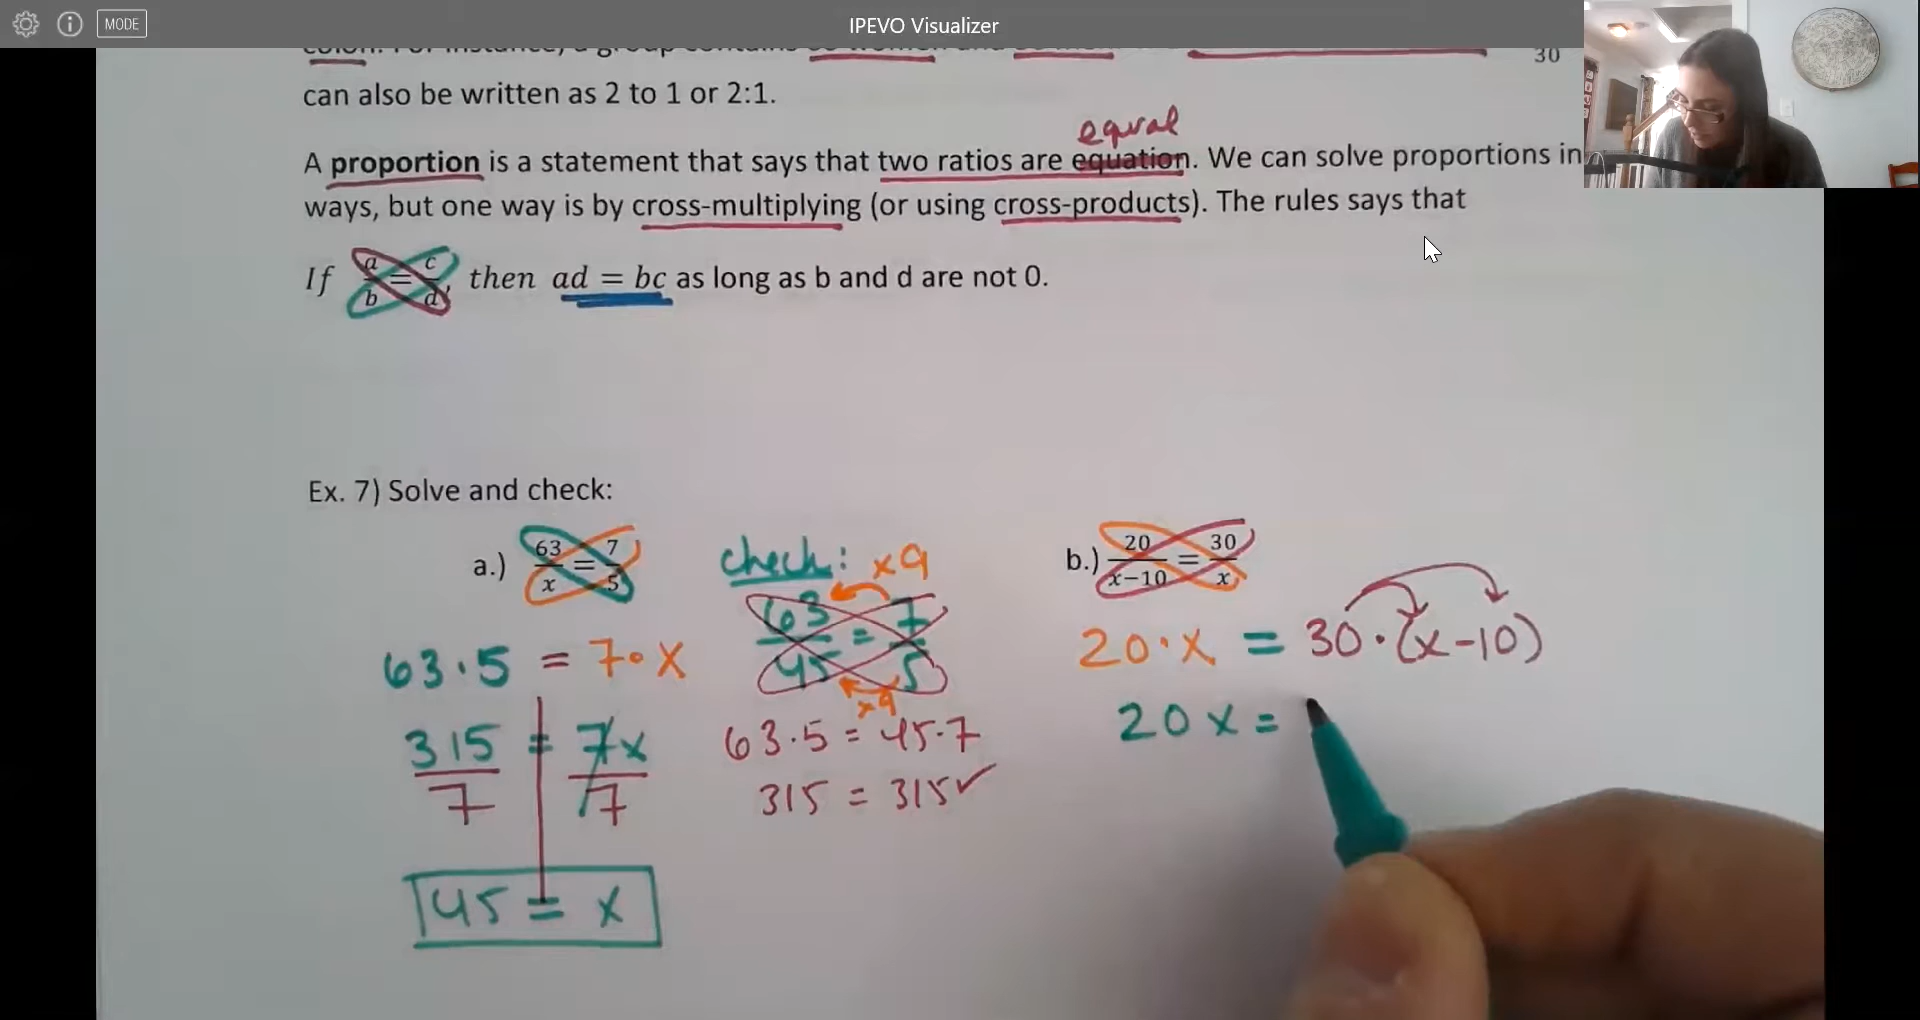 MODE
IPEVO Visualizer
30
can also be written as 2 to 1 or 2:1.
equal
A proportion is a statement that says that two ratios are equation. We can solve proportions in
ways, but one way is by cross-multiplying (or using cross-products). The rules says that
If a/b = c/d, then ad = bc as long as b and d are not 0.
Ex. 7) Solve and check:
a.) 63/x = 7/5
63·5 = 7·x
315 = 7x
7 7
45 = x
check: x9
63/45 = 7/5
x9
63·5 = 45·7
315 = 315✓
b.) 20/(x−10) = 30/x
20·x = 30·(x-10)
20x =